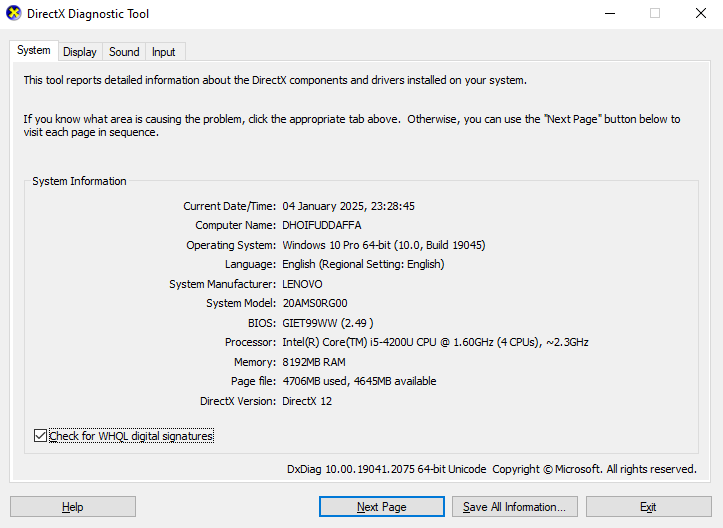 DirectX Diagnostic Tool
System Display Sound Input
This tool reports detailed information about the DirectX components and drivers installed on your system.
If you know what area is causing the problem, click the appropriate tab above.  Otherwise, you can use the "Next Page" button below to
visit each page in sequence.
System Information
Current Date/Time: 04 January 2025, 23:28:45
Computer Name: DHOIFUDDAFFA
Operating System: Windows 10 Pro 64-bit (10.0, Build 19045)
Language: English (Regional Setting: English)
System Manufacturer: LENOVO
System Model: 20AMS0RG00
BIOS: GIET99WW (2.49 )
Processor: Intel(R) Core(TM) i5-4200U CPU @ 1.60GHz (4 CPUs), ~2.3GHz
Memory: 8192MB RAM
Page file: 4706MB used, 4645MB available
DirectX Version: DirectX 12
Check for WHQL digital signatures
DxDiag 10.00.19041.2075 64-bit Unicode  Copyright © Microsoft. All rights reserved.
Help Next Page Save All Information... Exit